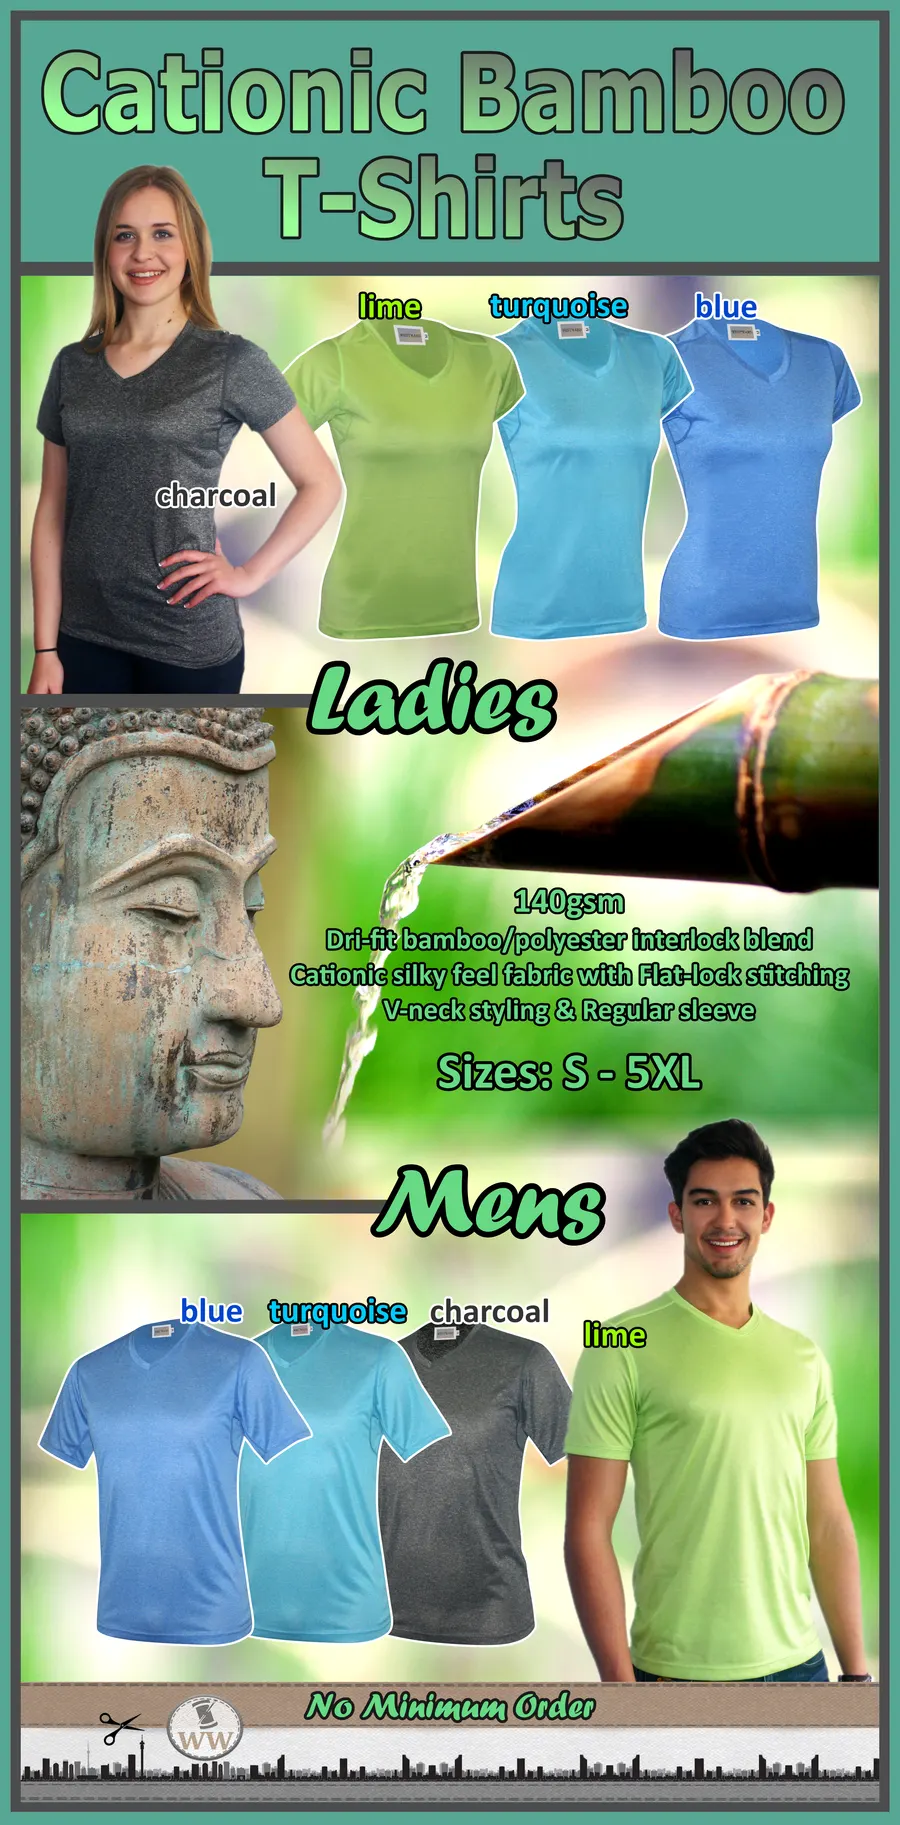 Cationic Bamboo
T-Shirts
lime
turquoise
blue
charcoal
Ladies
140gsm
Dri-fit bamboo/polyester interlock blend
Cationic silky feel fabric with Flat-lock stitching
V-neck styling & Regular sleeve
Sizes: S - 5XL
Mens
blue
turquoise
charcoal
lime
No Minimum Order
WW